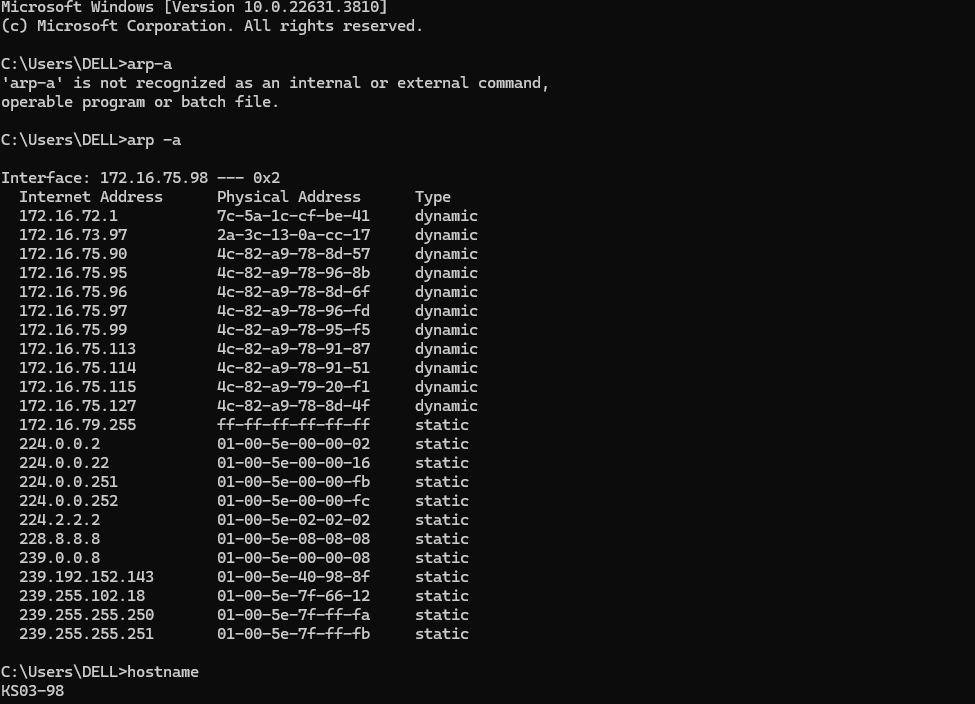 Microsoft Windows [Version 10.0.22631.3810]
(c) Microsoft Corporation. All rights reserved.
C:\Users\DELL>arp-a
'arp-a' is not recognized as an internal or external command,
operable program or batch file.
C:\Users\DELL>arp -a
Interface: 172.16.75.98 --- 0x2
Internet Address Physical Address Type
172.16.72.1 7c-5a-1c-cf-be-41 dynamic
172.16.73.97 2a-3c-13-0a-cc-17 dynamic
172.16.75.90 4c-82-a9-78-8d-57 dynamic
172.16.75.95 4c-82-a9-78-96-8b dynamic
172.16.75.96 4c-82-a9-78-8d-6f dynamic
172.16.75.97 4c-82-a9-78-96-fd dynamic
172.16.75.99 4c-82-a9-78-95-f5 dynamic
172.16.75.113 4c-82-a9-78-91-87 dynamic
172.16.75.114 4c-82-a9-78-91-51 dynamic
172.16.75.115 4c-82-a9-79-20-f1 dynamic
172.16.75.127 4c-82-a9-78-8d-4f dynamic
172.16.79.255 ff-ff-ff-ff-ff-ff static
224.0.0.2 01-00-5e-00-00-02 static
224.0.0.22 01-00-5e-00-00-16 static
224.0.0.251 01-00-5e-00-00-fb static
224.0.0.252 01-00-5e-00-00-fc static
224.2.2.2 01-00-5e-02-02-02 static
228.8.8.8 01-00-5e-08-08-08 static
239.0.0.8 01-00-5e-00-00-08 static
239.192.152.143 01-00-5e-40-98-8f static
239.255.102.18 01-00-5e-7f-66-12 static
239.255.255.250 01-00-5e-7f-ff-fa static
239.255.255.251 01-00-5e-7f-ff-fb static
C:\Users\DELL>hostname
KS03-98